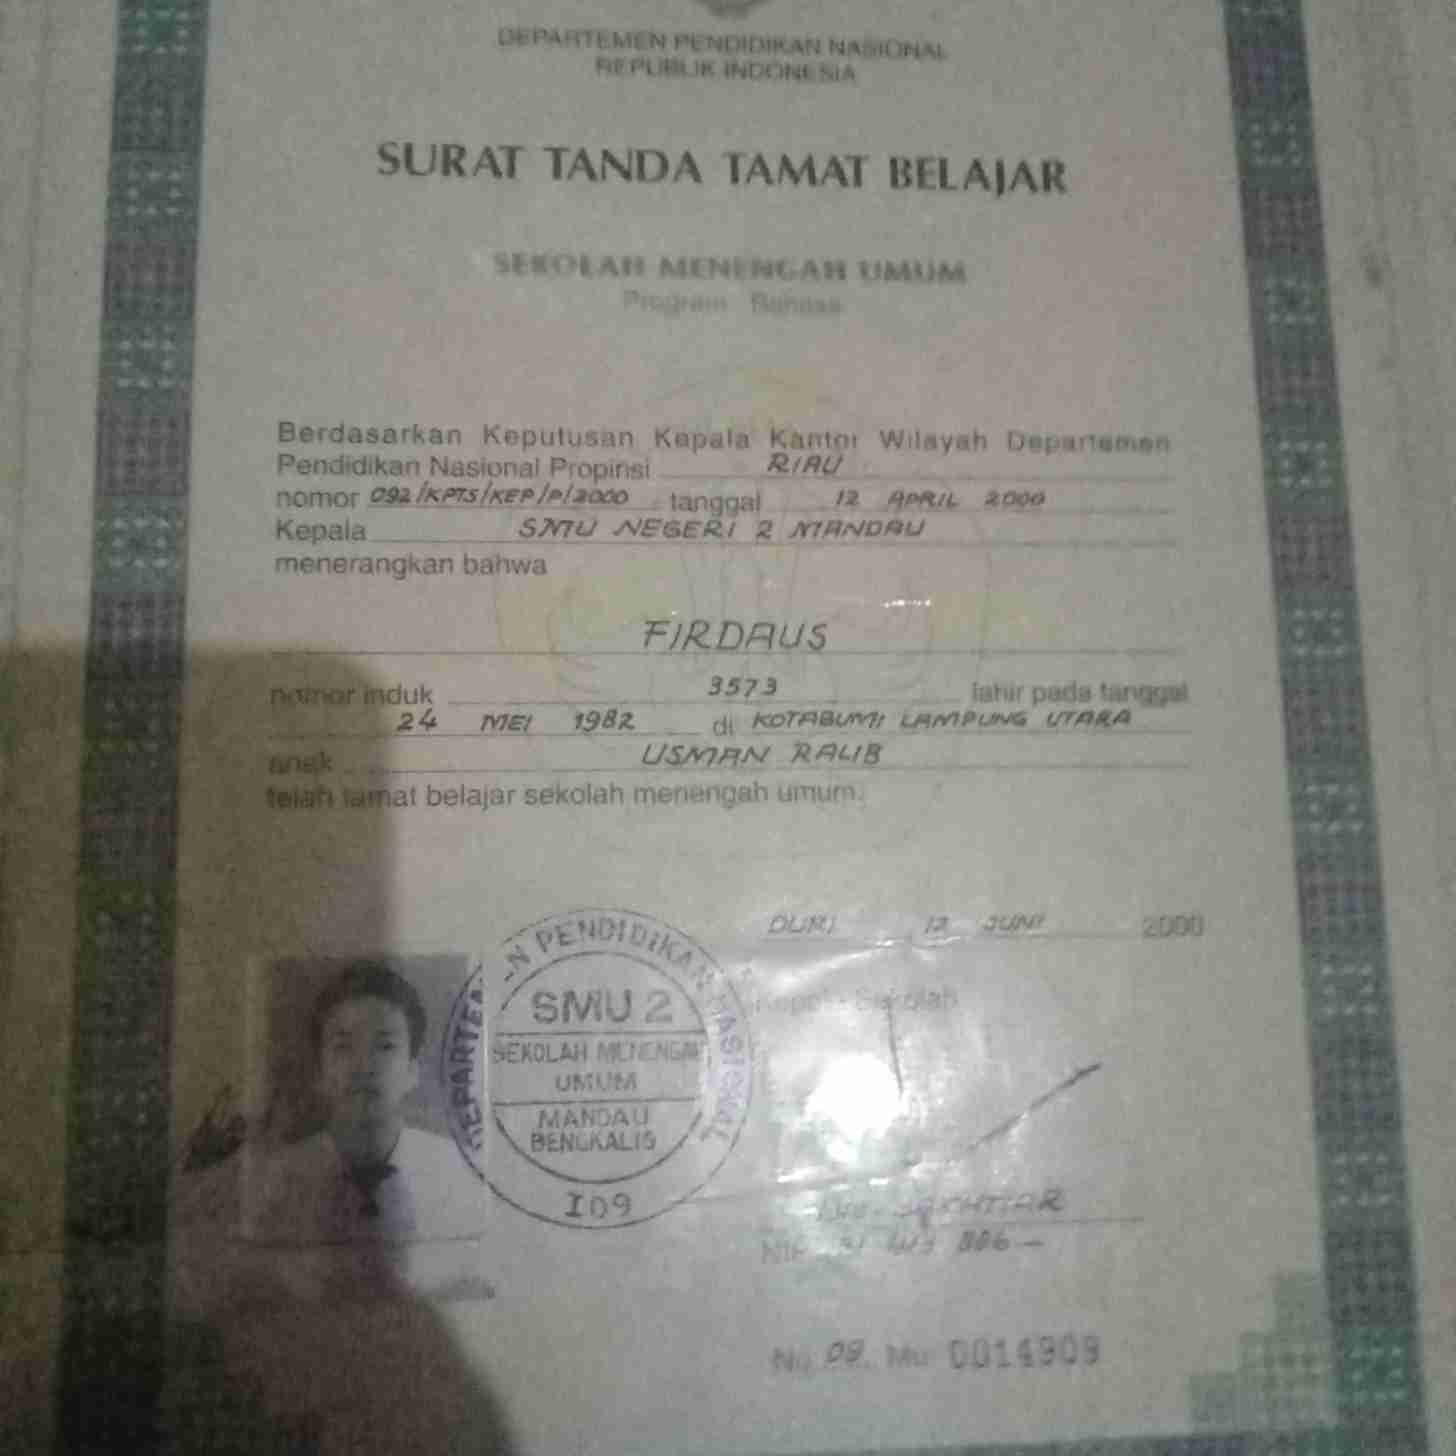 DEPARTEMEN PENDIDIKAN NASIONAL
REPUBLIK INDONESIA
SURAT TANDA TAMAT BELAJAR
SEKOLAH MENENGAH UMUM
Program Bahasa
Berdasarkan Keputusan Kepala Kantor Wilayah Departemen
Pendidikan Nasional Propinsi RIAU
nomor 092/KPTS/KEP/P/2000 tanggal 12 APRIL 2000
Kepala SMU NEGERI 2 MANDAU
menerangkan bahwa
FIRDAUS
nomor induk 3573 lahir pada tanggal
24 MEI 1982 di KOTABUMI LAMPUNG UTARA
anak USMAN RALIB
telah tamat belajar sekolah menengah umum.
DURI 12 JUNI 2000
Kepala Sekolah
DEPARTEMEN PENDIDIKAN NASIONAL
SMU 2
SEKOLAH MENENGAH
UMUM
MANDAU
BENGKALIS
I09
NIP
No. 09. Mu 0014909